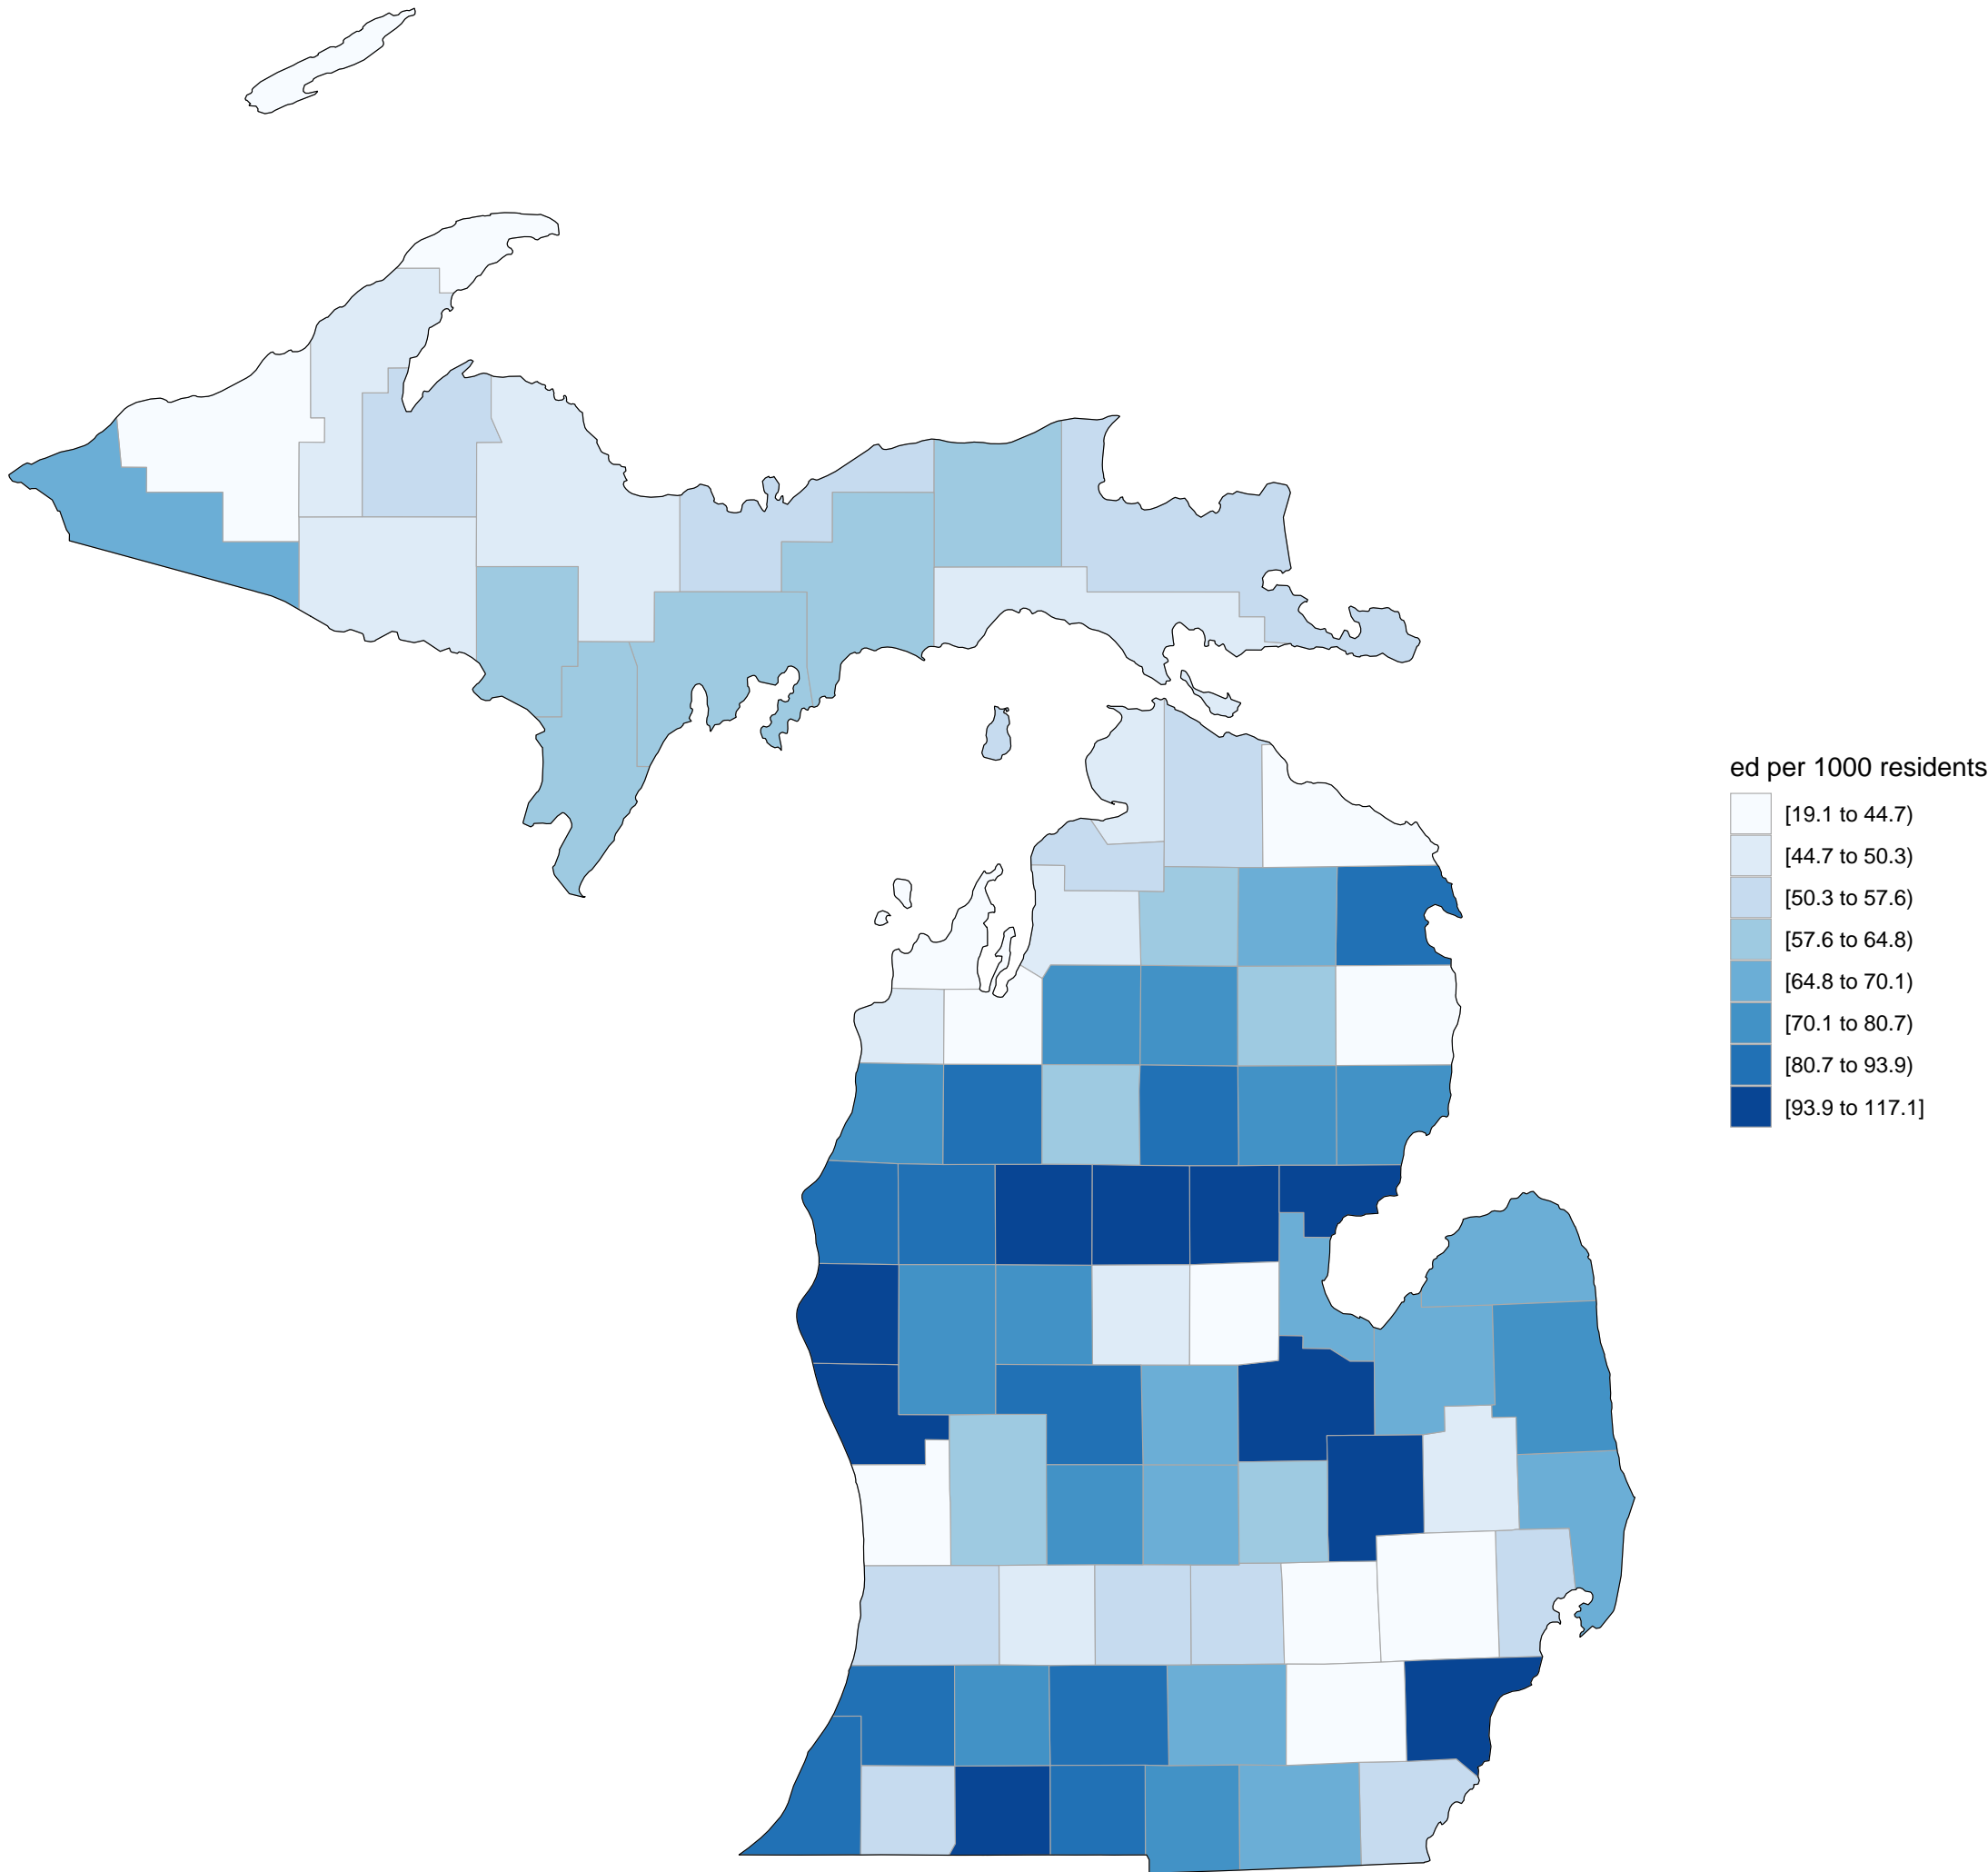 ed per 1000 residents
[19.1 to 44.7)
[44.7 to 50.3)
[50.3 to 57.6)
[57.6 to 64.8)
[64.8 to 70.1)
[70.1 to 80.7)
[80.7 to 93.9)
[93.9 to 117.1]